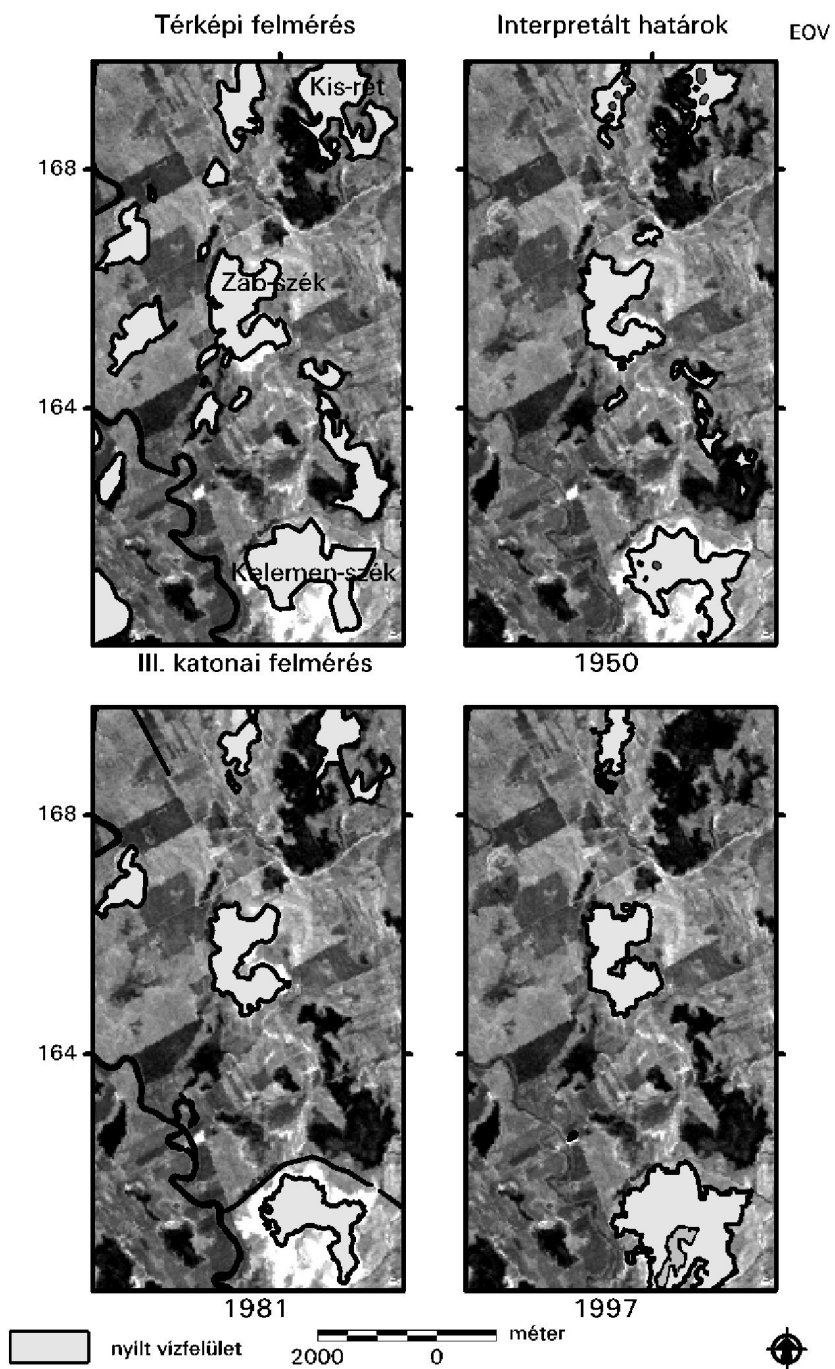 Térképi felmérés
Interpretált határok
EOV
Kis-rét
168
Zab-szék
164
Kelemen-szék
III. katonai felmérés
1950
168
164
1981
1997
nyilt vízfelület
méter
2000 0